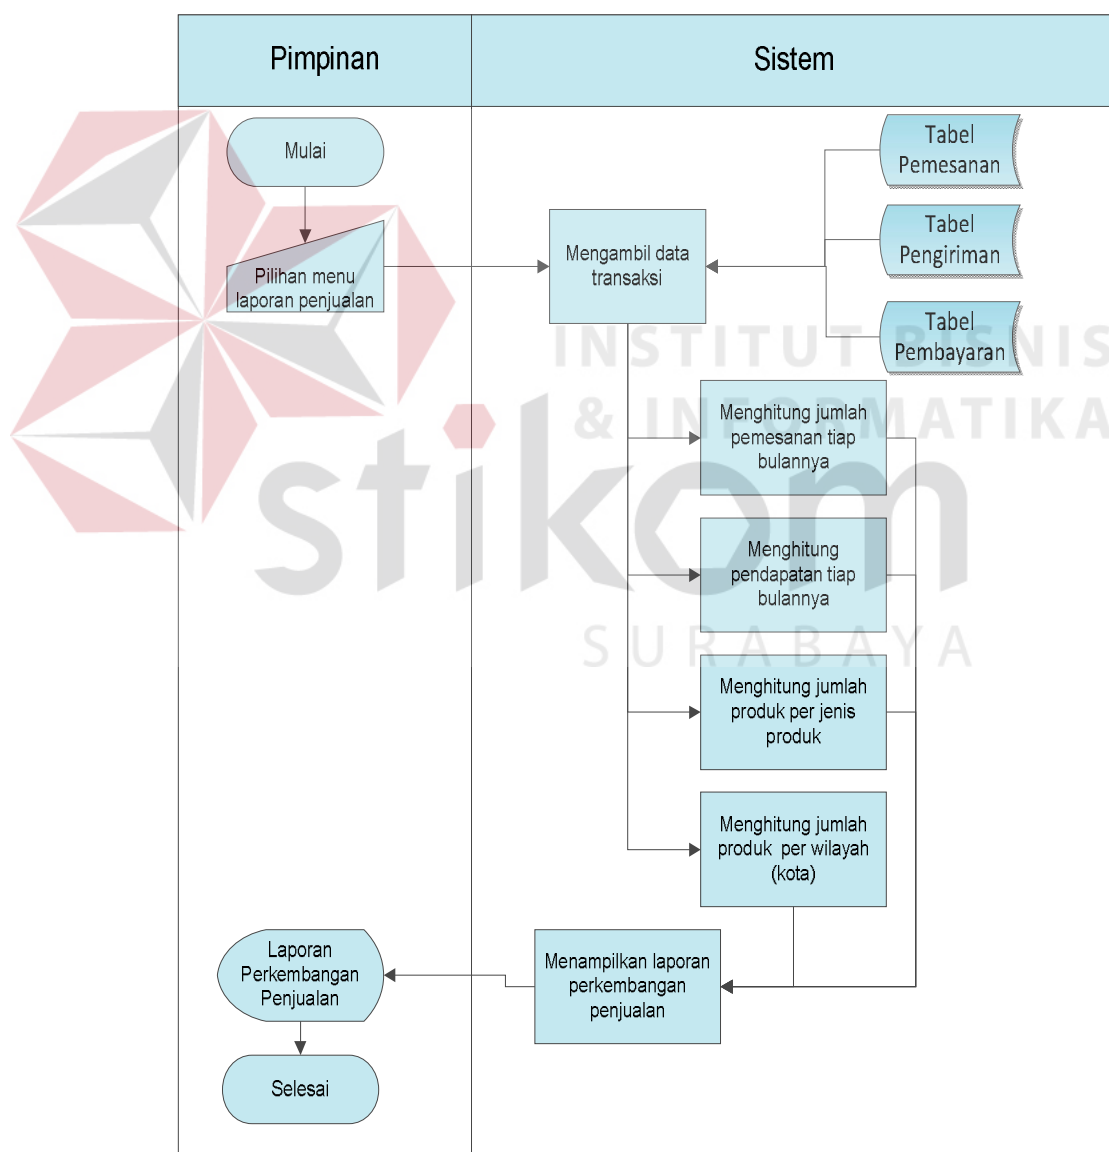 Pimpinan
Sistem
Mulai
Tabel
Pemesanan
Pilihan menu
laporan penjualan
Mengambil data
transaksi
Tabel
Pengiriman
Tabel
Pembayaran
INSTITUT BISNIS
& INFORMATIKA
stikom
SURABAYA
Menghitung jumlah
pemesanan tiap
bulannya
Menghitung
pendapatan tiap
bulannya
Menghitung jumlah
produk per jenis
produk
Menghitung jumlah
produk per wilayah
(kota)
Menampilkan laporan
perkembangan
penjualan
Laporan
Perkembangan
Penjualan
Selesai